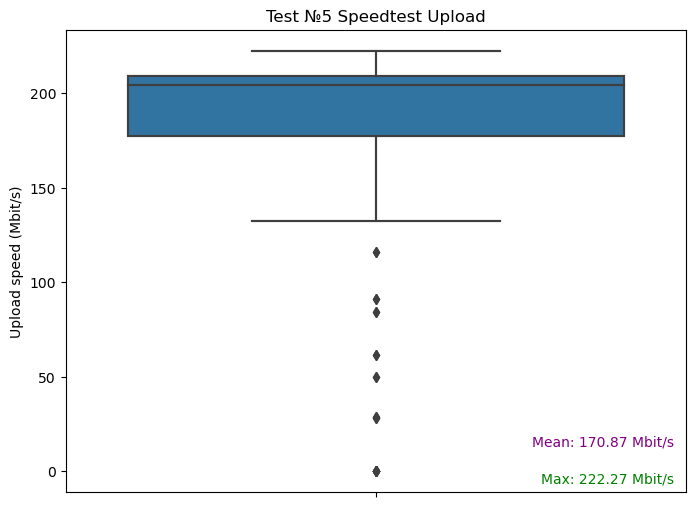 Test №5 Speedtest Upload
Upload speed (Mbit/s)
200
150
100
50
0
Mean: 170.87 Mbit/s
Max: 222.27 Mbit/s